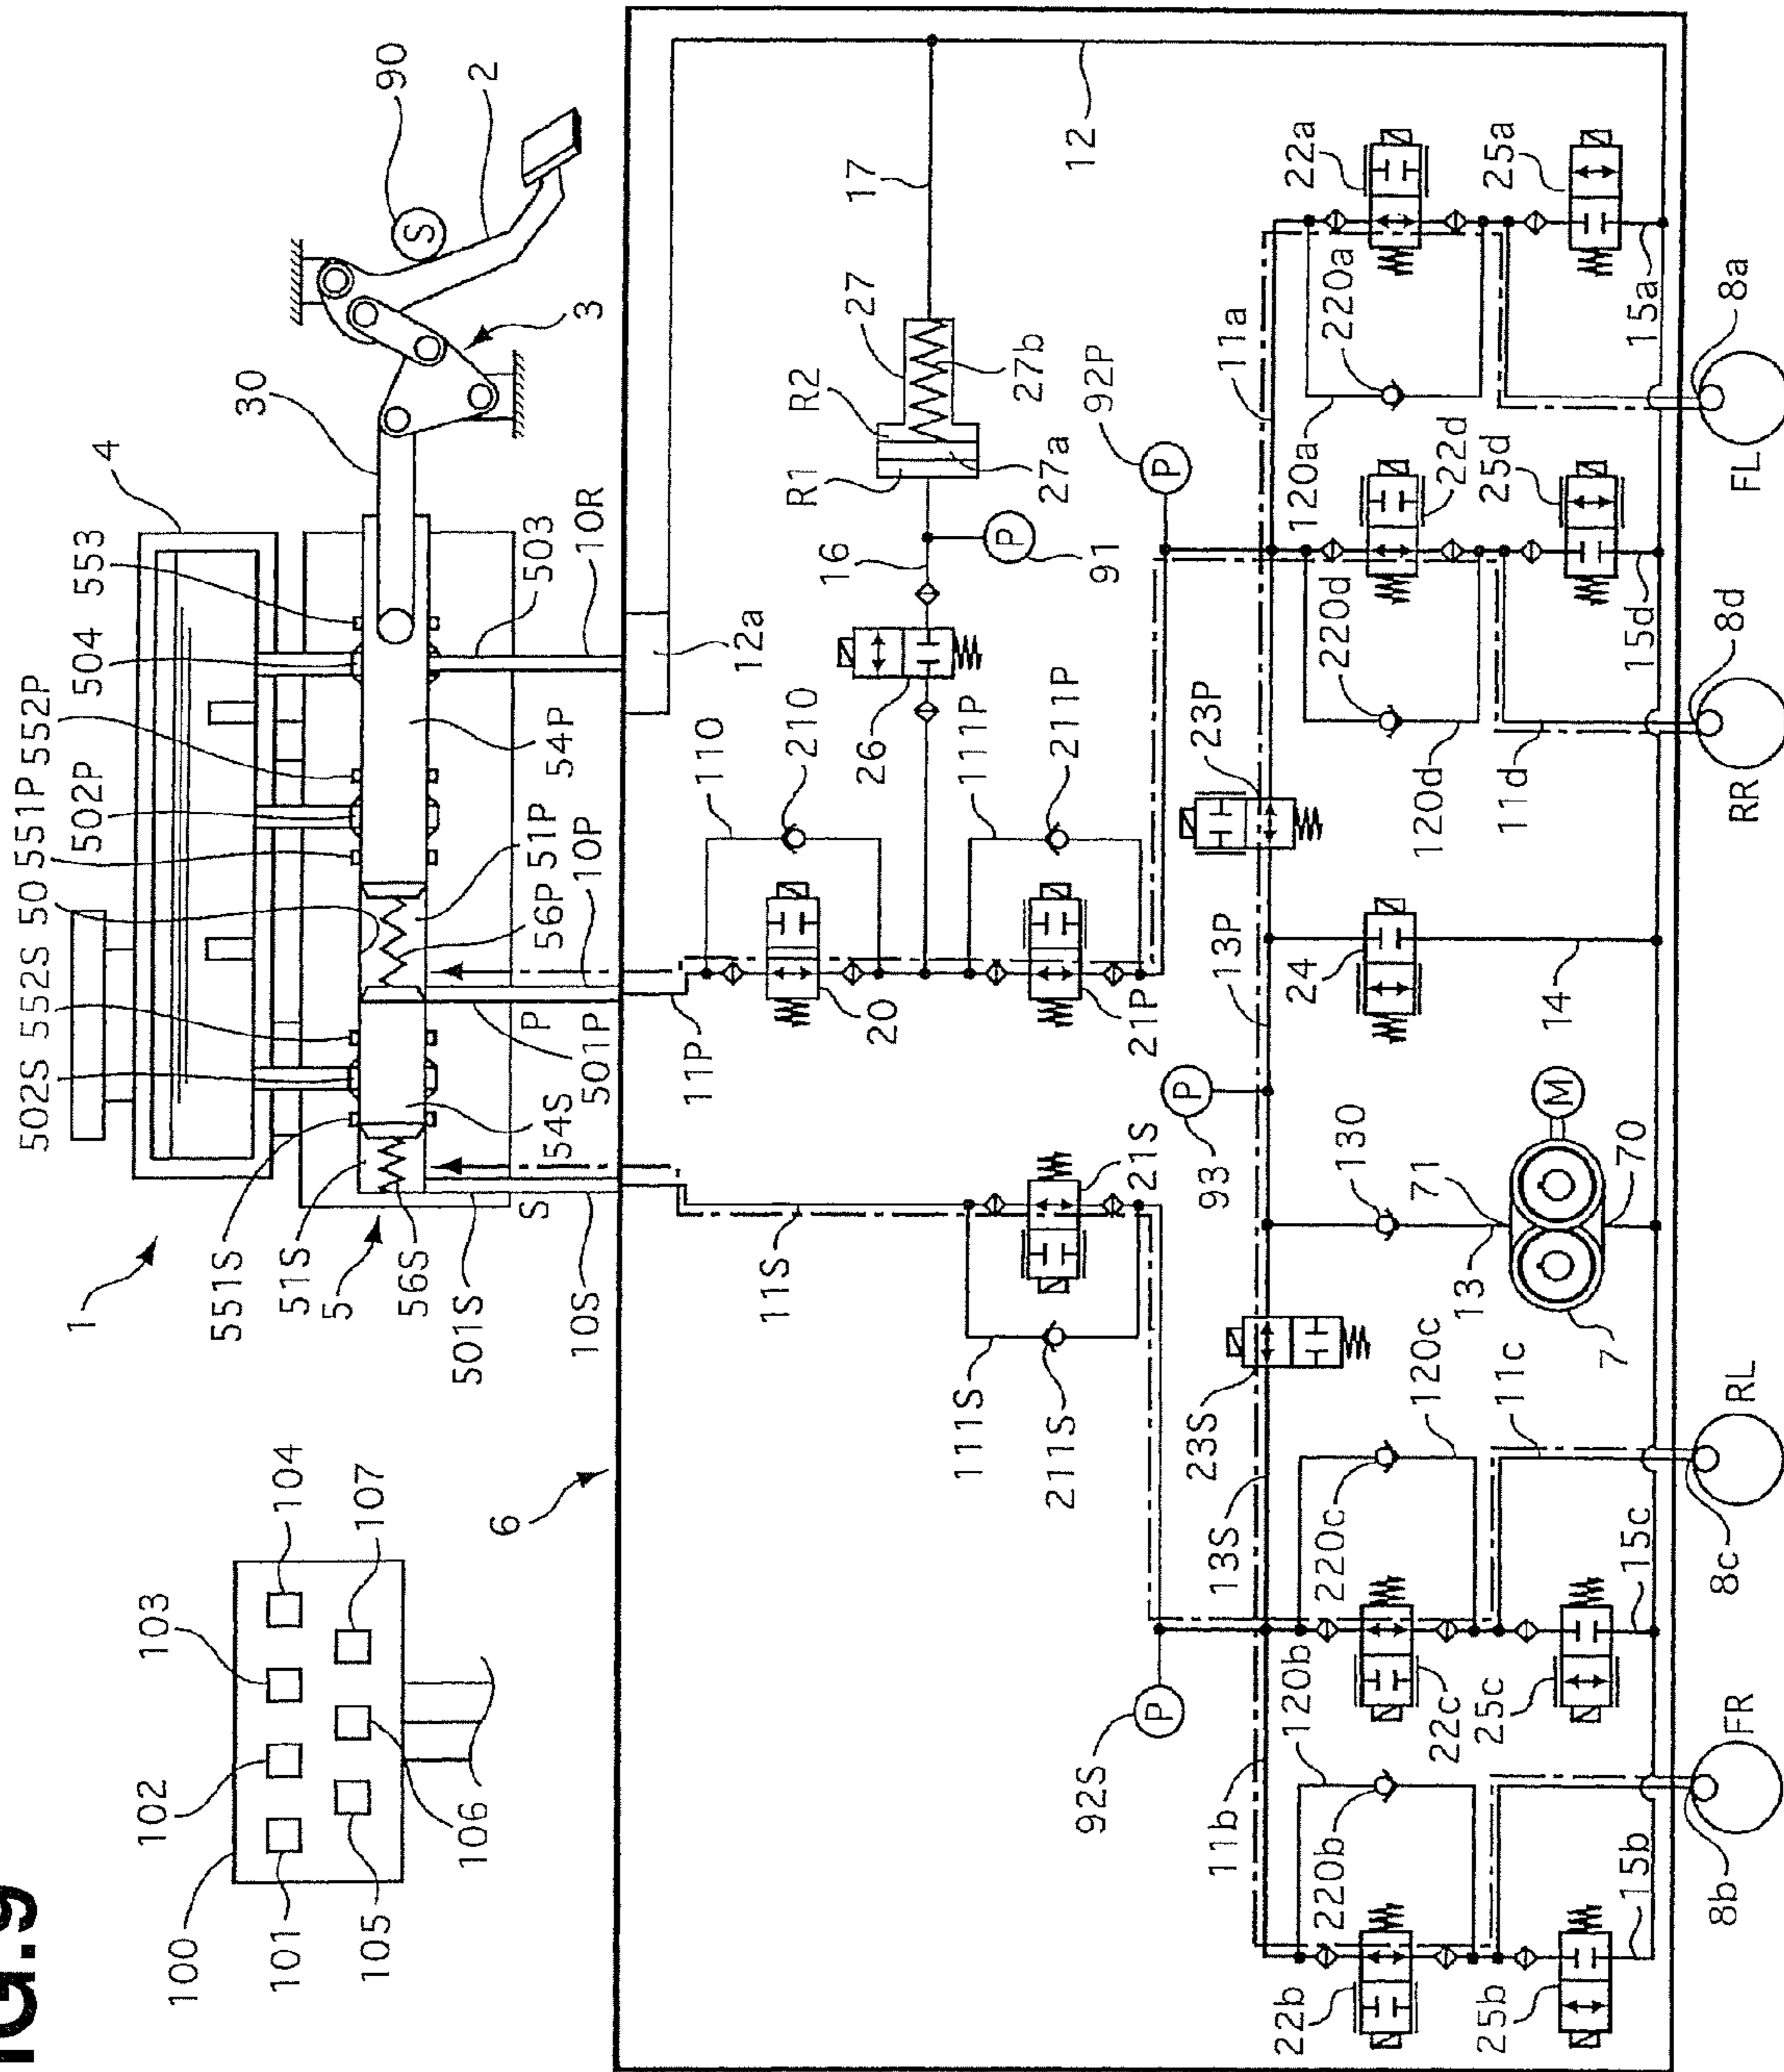 FIG.9
100
101
102
103
104
105
106
107
1
6
551S
51S
5
56S
501S
10S
S
502S
552S
50
551P
502P
552P
504
553
4
30
90
2
3
S
54S
P
501P
56P
10P
51P
54P
503
10R
12a
11P
11S
111S
211S
21S
110
210
20
111P
211P
21P
26
16
91
P
R1
R2
27
27a
27b
17
12
92P
P
92S
P
93
P
13S
23S
13P
23P
130
13
71
70
7
M
24
14
11b
120b
220b
22b
25b
15b
8b
FR
220c
120c
22c
25c
11c
15c
8c
RL
220d
120d
22d
25d
11d
15d
8d
RR
11a
120a
220a
22a
25a
15a
8a
FL